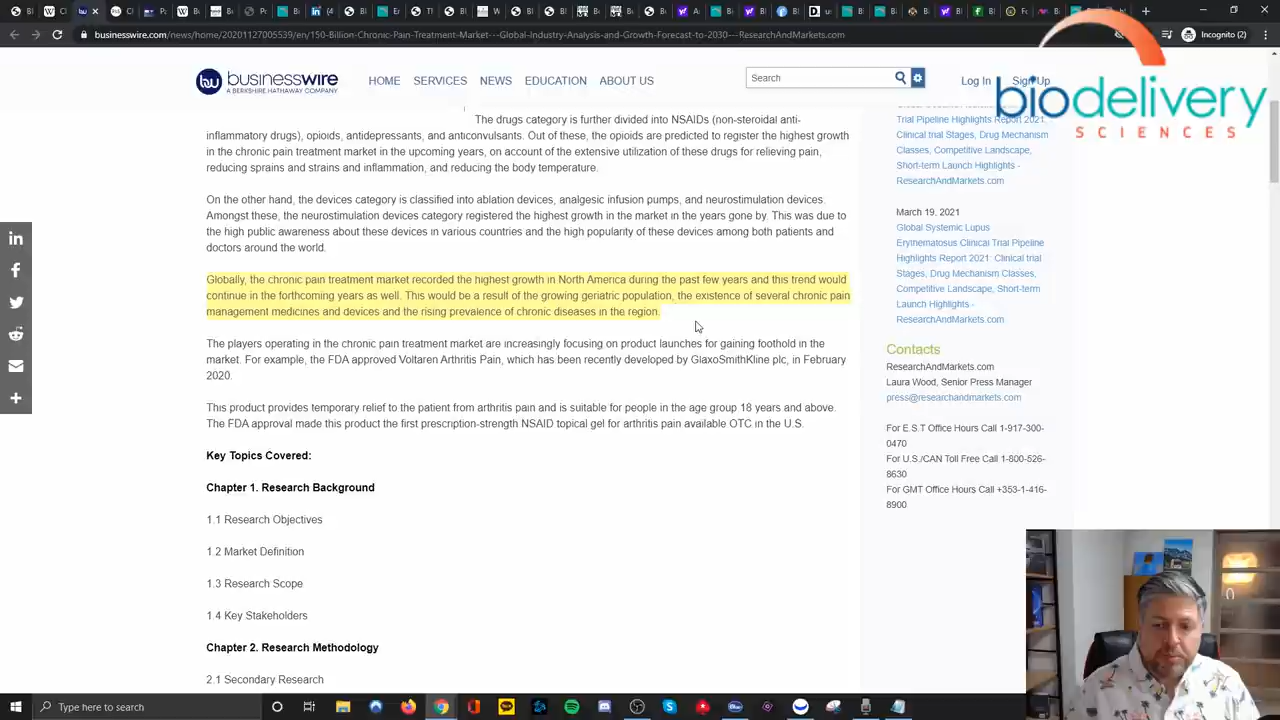 businesswire.com/news/home/20201127005539/en/150-Billion-Chronic-Pain-Treatment-Market---Global-Industry-Analysis-and-Growth-Forecast-to-2030---ResearchAndMarkets.com
Incognito (2)
businesswire
A BERKSHIRE HATHAWAY COMPANY
HOME SERVICES NEWS EDUCATION ABOUT US
Search
Log In Sign Up
biodelivery
SCIENCES
The drugs category is further divided into NSAIDs (non-steroidal anti-
inflammatory drugs), opioids, antidepressants, and anticonvulsants. Out of these, the opioids are predicted to register the highest growth
in the chronic pain treatment market in the upcoming years, on account of the extensive utilization of these drugs for relieving pain,
reducing sprains and strains and inflammation, and reducing the body temperature.
On the other hand, the devices category is classified into ablation devices, analgesic infusion pumps, and neurostimulation devices.
Amongst these, the neurostimulation devices category registered the highest growth in the market in the years gone by. This was due to
the high public awareness about these devices in various countries and the high popularity of these devices among both patients and
doctors around the world.
Globally, the chronic pain treatment market recorded the highest growth in North America during the past few years and this trend would
continue in the forthcoming years as well. This would be a result of the growing geriatric population, the existence of several chronic pain
management medicines and devices and the rising prevalence of chronic diseases in the region.
The players operating in the chronic pain treatment market are increasingly focusing on product launches for gaining foothold in the
market. For example, the FDA approved Voltaren Arthritis Pain, which has been recently developed by GlaxoSmithKline plc, in February
2020.
This product provides temporary relief to the patient from arthritis pain and is suitable for people in the age group 18 years and above.
The FDA approval made this product the first prescription-strength NSAID topical gel for arthritis pain available OTC in the U.S.
Key Topics Covered:
Chapter 1. Research Background
1.1 Research Objectives
1.2 Market Definition
1.3 Research Scope
1.4 Key Stakeholders
Chapter 2. Research Methodology
2.1 Secondary Research
Trial Pipeline Highlights Report 2021:
Clinical trial Stages, Drug Mechanism
Classes, Competitive Landscape,
Short-term Launch Highlights -
ResearchAndMarkets.com
March 19, 2021
Global Systemic Lupus
Erythematosus Clinical Trial Pipeline
Highlights Report 2021: Clinical trial
Stages, Drug Mechanism Classes,
Competitive Landscape, Short-term
Launch Highlights -
ResearchAndMarkets.com
Contacts
ResearchAndMarkets.com
Laura Wood, Senior Press Manager
press@researchandmarkets.com
For E.S.T Office Hours Call 1-917-300-
0470
For U.S./CAN Toll Free Call 1-800-526-
8630
For GMT Office Hours Call +353-1-416-
8900
Type here to search